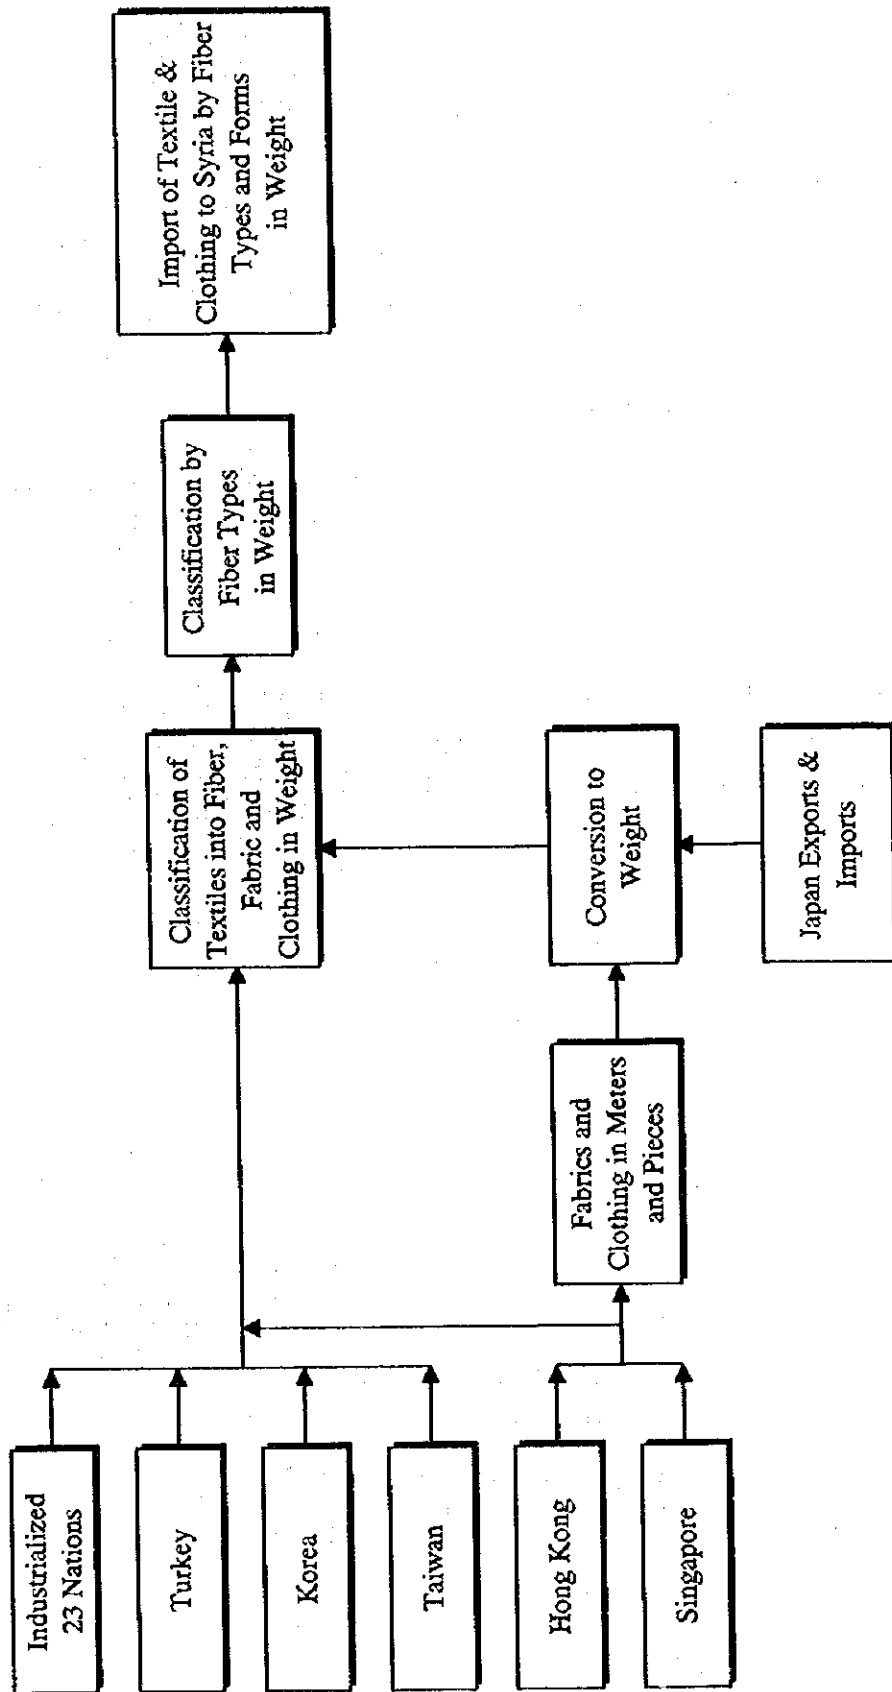 Industrialized
23 Nations
Turkey
Korea
Taiwan
Hong Kong
Singapore
Fabrics and
Clothing in Meters
and Pieces
Classification of
Textiles into Fiber,
Fabric and
Clothing in Weight
Conversion to
Weight
Japan Exports &
Imports
Classification by
Fiber Types
in Weight
Import of Textile &
Clothing to Syria by Fiber
Types and Forms
in Weight